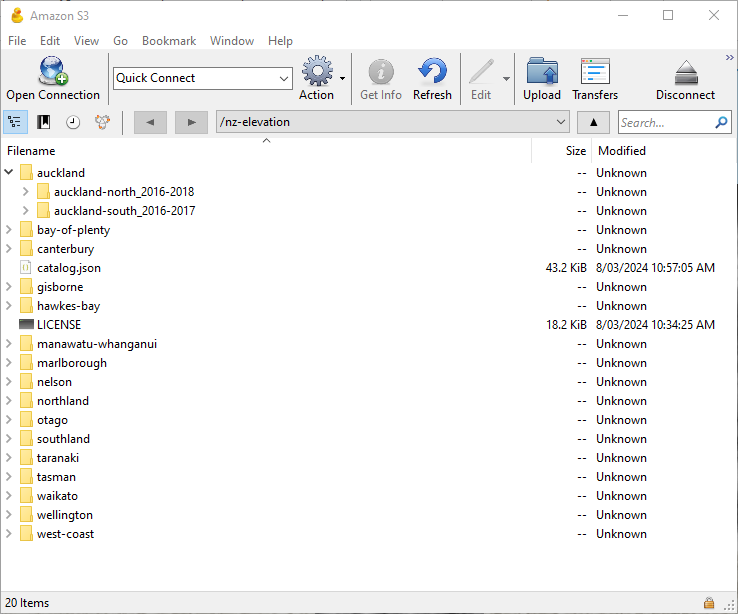 Amazon S3
File Edit View Go Bookmark Window Help
Open Connection Quick Connect Action Get Info Refresh Edit Upload Transfers Disconnect
/nz-elevation Search...
Filename Size Modified
auckland -- Unknown
auckland-north_2016-2018 -- Unknown
auckland-south_2016-2017 -- Unknown
bay-of-plenty -- Unknown
canterbury -- Unknown
catalog.json 43.2 KiB 8/03/2024 10:57:05 AM
gisborne -- Unknown
hawkes-bay -- Unknown
LICENSE 18.2 KiB 8/03/2024 10:34:25 AM
manawatu-whanganui -- Unknown
marlborough -- Unknown
nelson -- Unknown
northland -- Unknown
otago -- Unknown
southland -- Unknown
taranaki -- Unknown
tasman -- Unknown
waikato -- Unknown
wellington -- Unknown
west-coast -- Unknown
20 Items